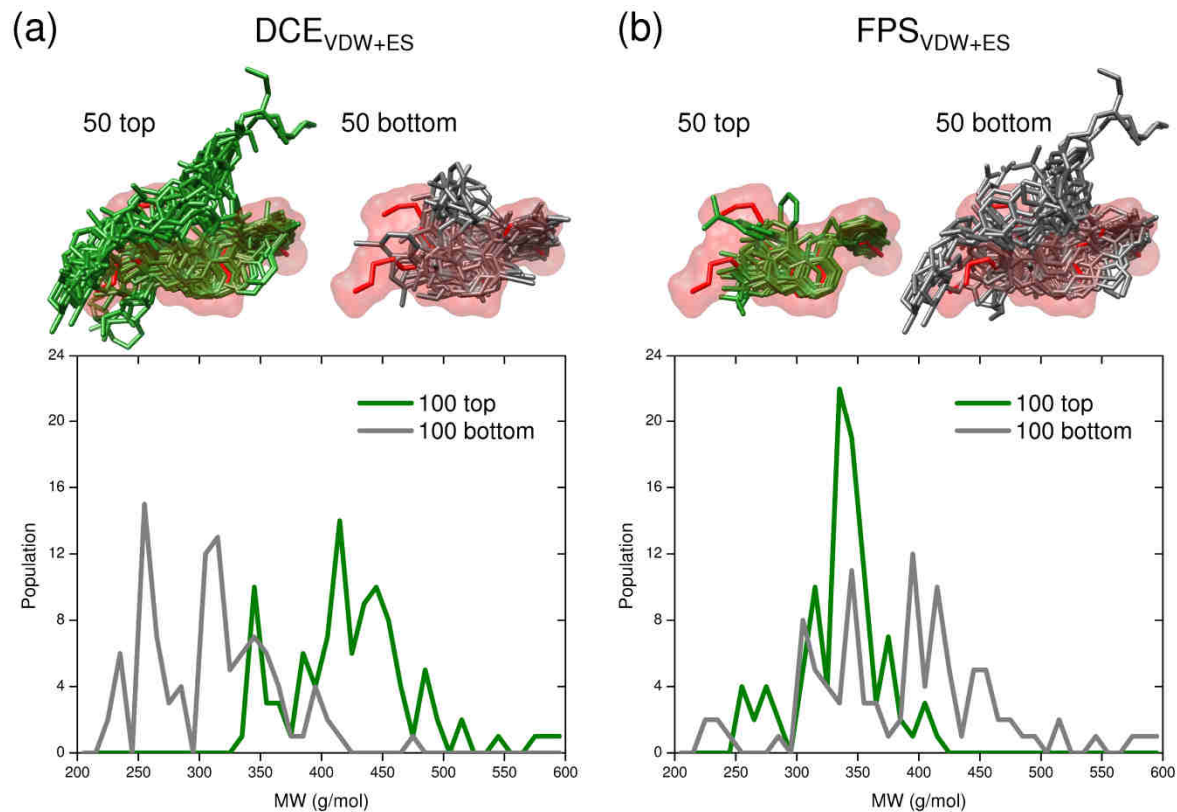 (a) DCE_VDW+ES
50 top 50 bottom
24
20
16
12
8
4
0
Population
100 top
100 bottom
200 250 300 350 400 450 500 550 600
MW (g/mol)
(b) FPS_VDW+ES
50 top 50 bottom
24
20
16
12
8
4
0
Population
100 top
100 bottom
200 250 300 350 400 450 500 550 600
MW (g/mol)